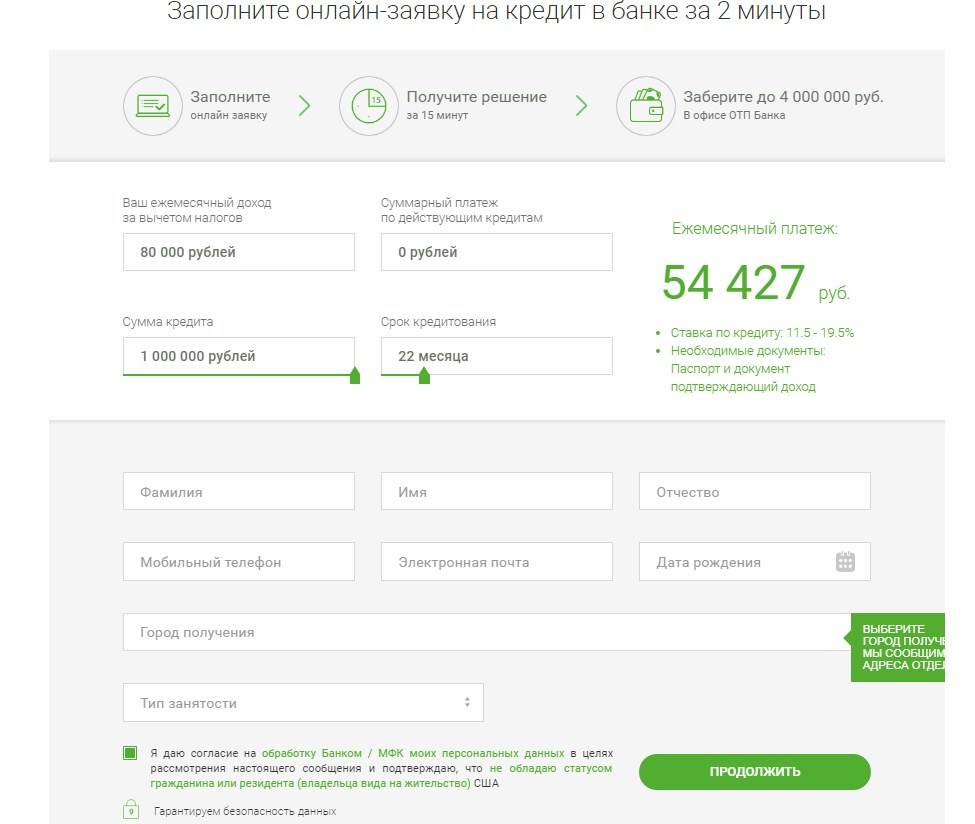 Заполните онлайн-заявку на кредит в банке за 2 минуты
Заполните
онлайн заявку
15
Получите решение
за 15 минут
Заберите до 4 000 000 руб.
В офисе ОТП Банка
Ваш ежемесячный доход
за вычетом налогов
80 000 рублей
Суммарный платеж
по действующим кредитам
0 рублей
Сумма кредита
1 000 000 рублей
Срок кредитования
22 месяца
Ежемесячный платеж:
54 427 руб.
Ставка по кредиту: 11.5 - 19.5%
Необходимые документы:
Паспорт и документ
подтверждающий доход
Фамилия
Имя
Отчество
Мобильный телефон
Электронная почта
Дата рождения
Город получения
ВЫБЕРИТЕ
ГОРОД
МЫ СООБЩИМ
АДРЕСА
Тип занятости
Я даю согласие на обработку Банком / МФК моих персональных данных в целях
рассмотрения настоящего сообщения и подтверждаю, что не обладаю статусом
гражданина или резидента (владельца вида на жительство) США
ПРОДОЛЖИТЬ
Гарантируем безопасность данных